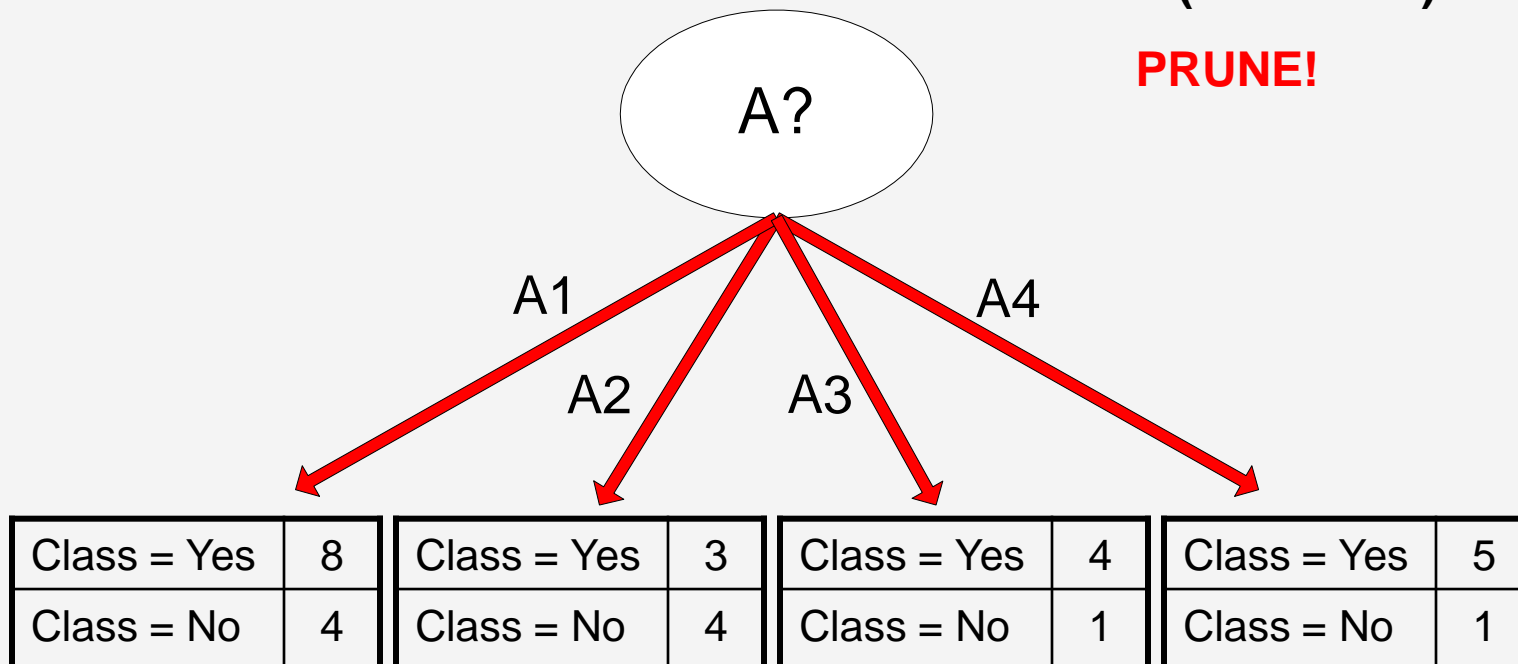 PRUNE!
A?
A1
A4
A2
A3
Class = Yes 8
Class = No 4
Class = Yes 3
Class = No 4
Class = Yes 4
Class = No 1
Class = Yes 5
Class = No 1